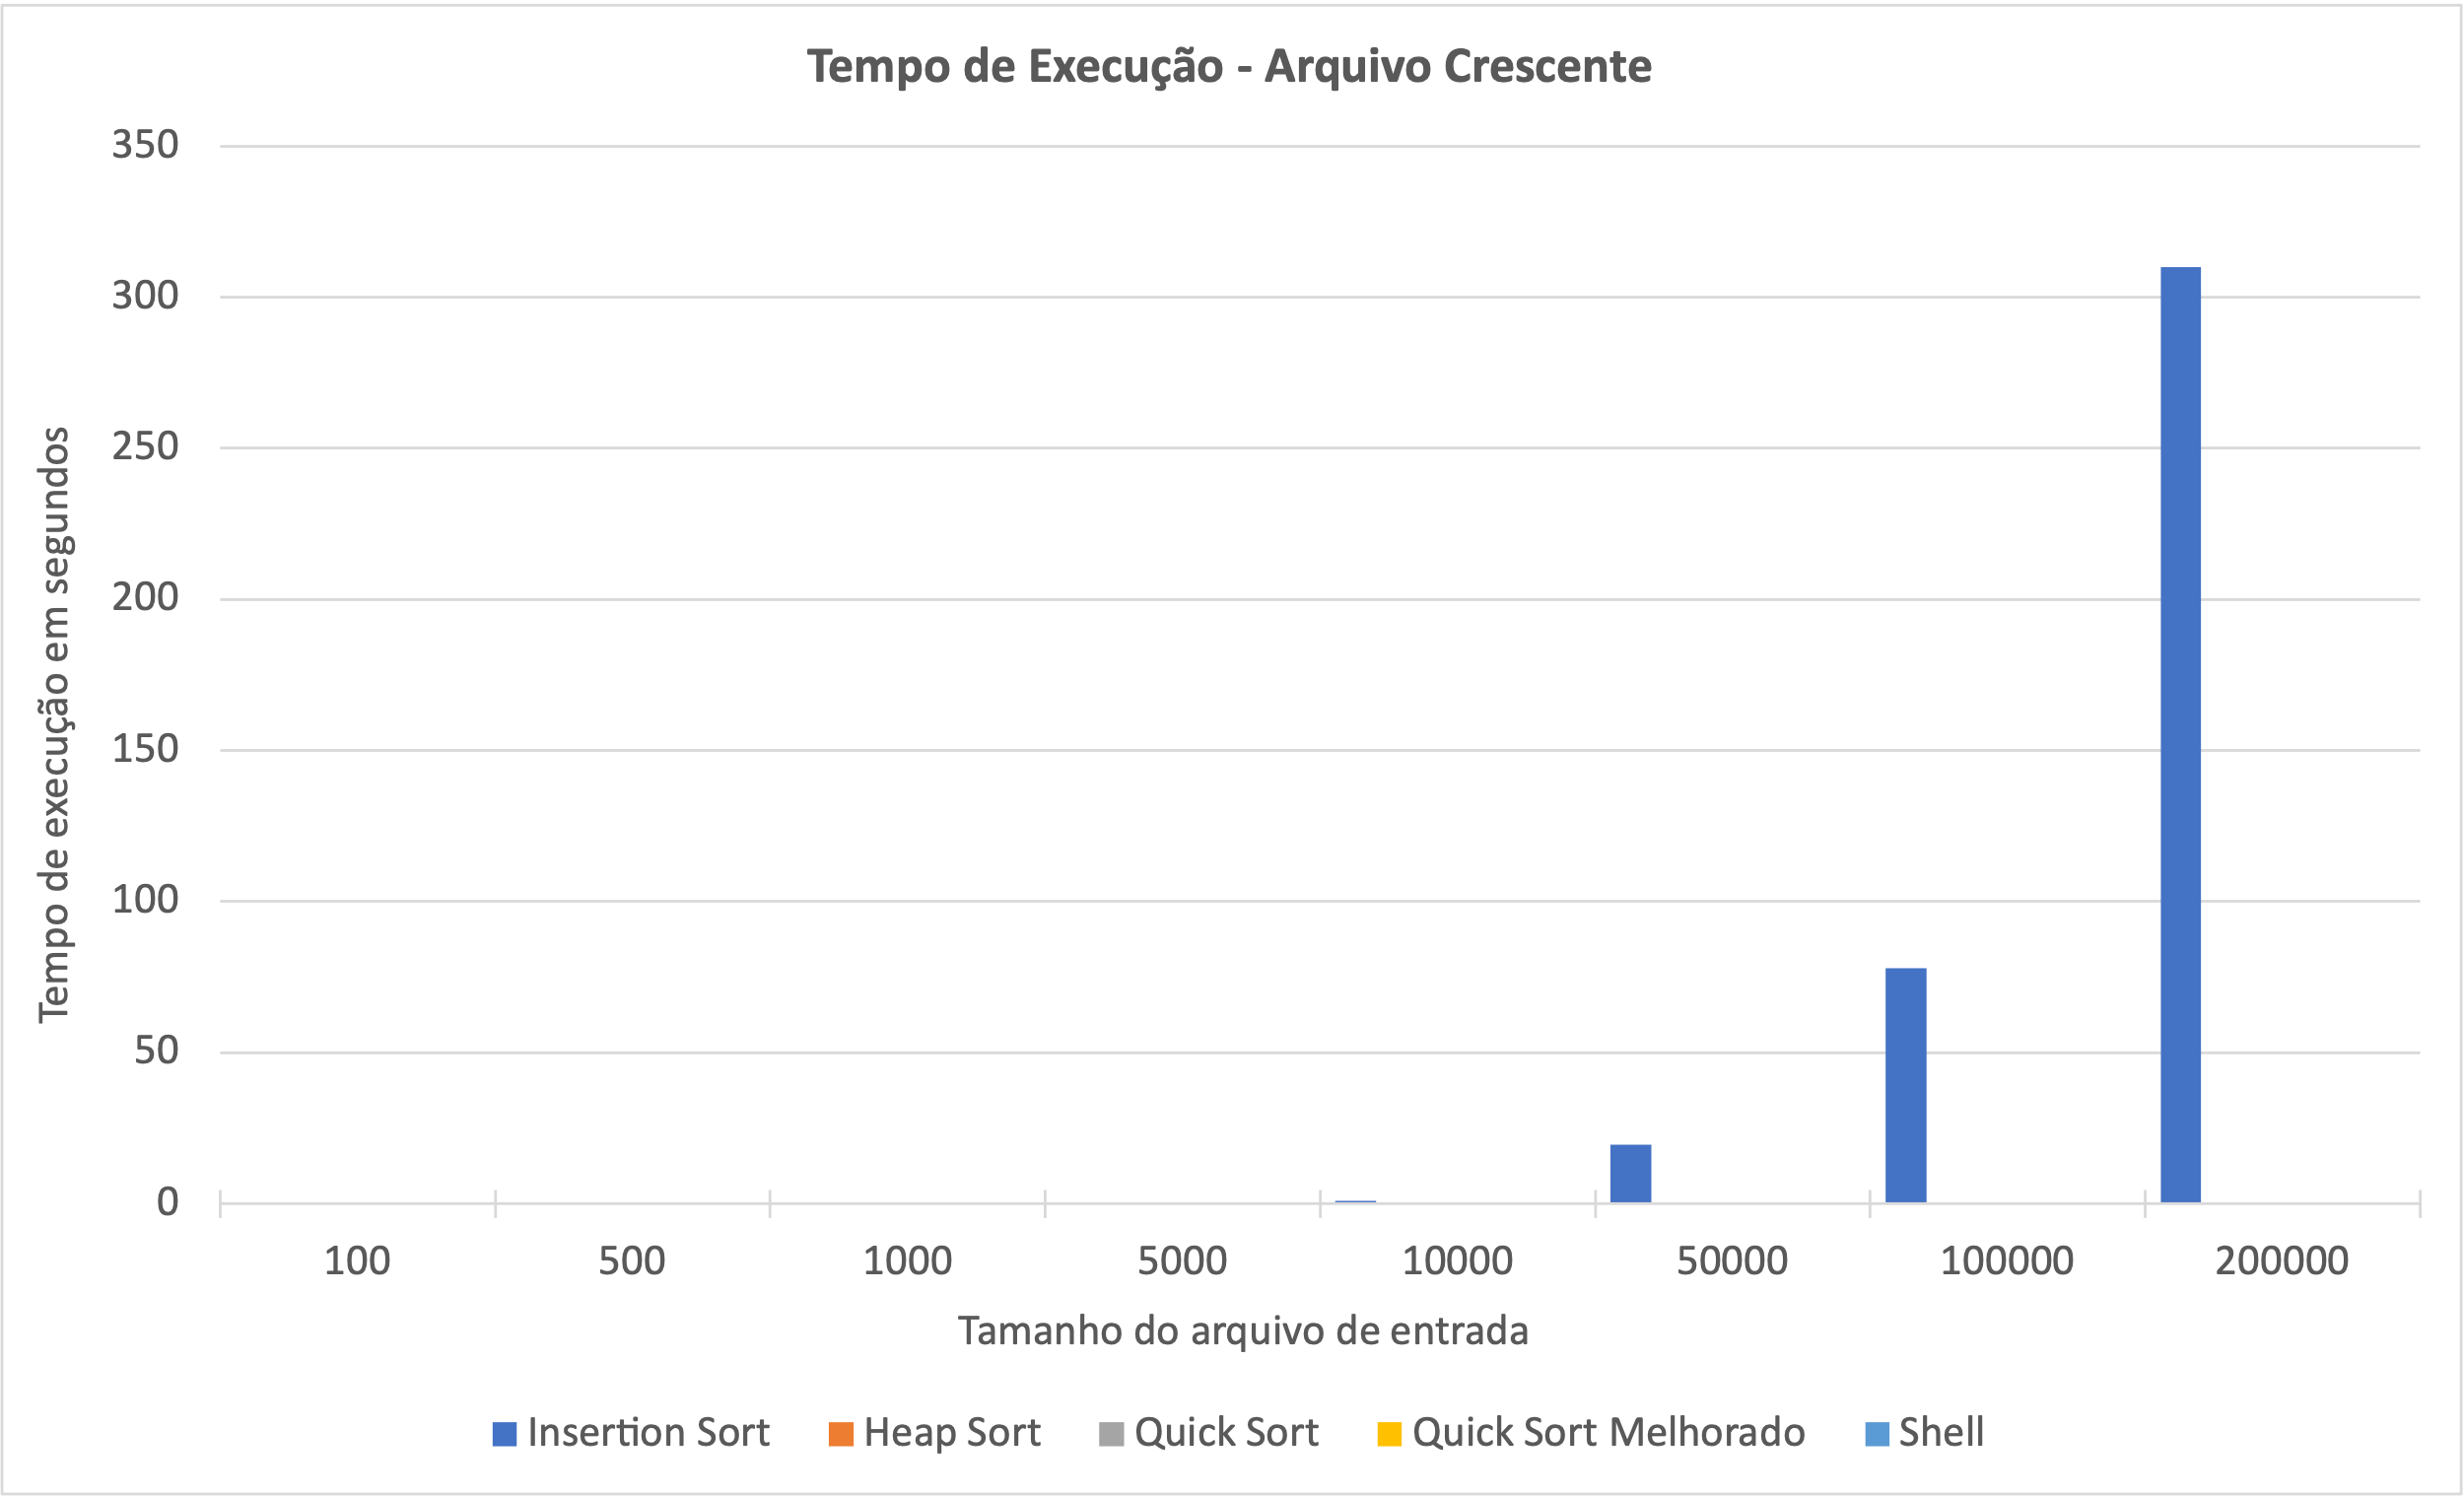 Tempo de Execução - Arquivo Crescente
350
300
250
200
150
100
50
0
Tempo de execução em segundos
100 500 1000 5000 10000 50000 100000 200000
Tamanho do arquivo de entrada
Insertion Sort Heap Sort Quick Sort Quick Sort Melhorado Shell